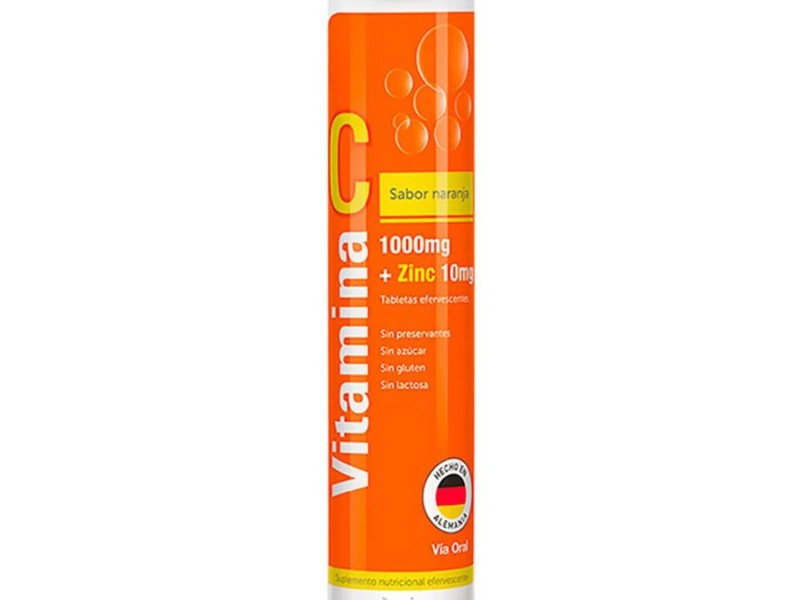 Vitamina C
Sabor naranja
1000mg
+ Zinc 10mg
Tabletas efervescentes
Sin preservantes
Sin azúcar
Sin gluten
Sin lactosa
HECHO EN
ALEMANIA
Vía Oral
Suplemento nutricional efervescente